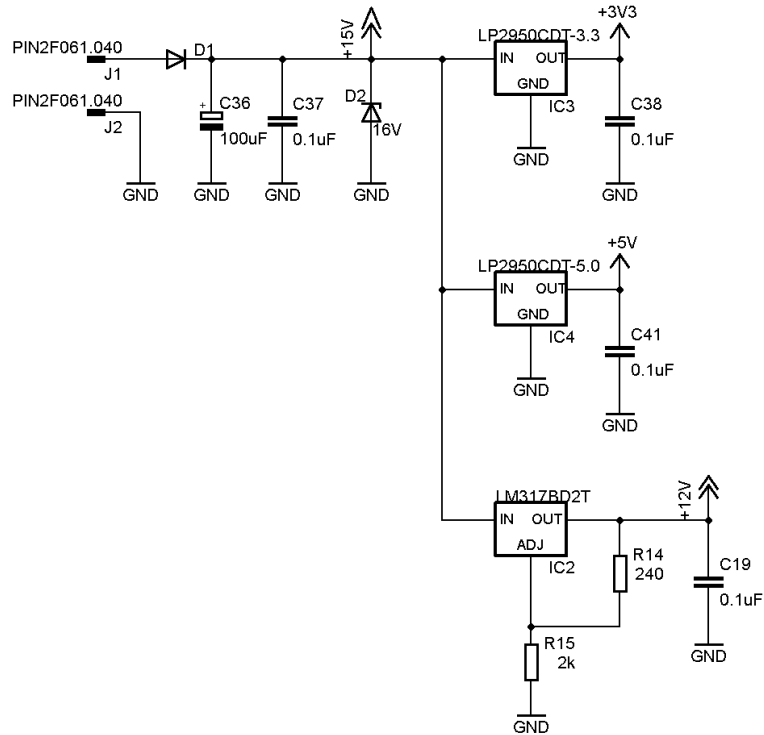 PIN2F061.040
J1
D1
PIN2F061.040
J2
GND
+
C36
100uF
GND
C37
0.1uF
GND
+15V
D2
16V
GND
LP2950CDT-3.3
IN OUT
GND
IC3
GND
+3V3
C38
0.1uF
GND
LP2950CDT-5.0
IN OUT
GND
IC4
GND
+5V
C41
0.1uF
GND
LM317BD2T
IN OUT
ADJ
IC2
+12V
R14
240
C19
0.1uF
GND
R15
2k
GND